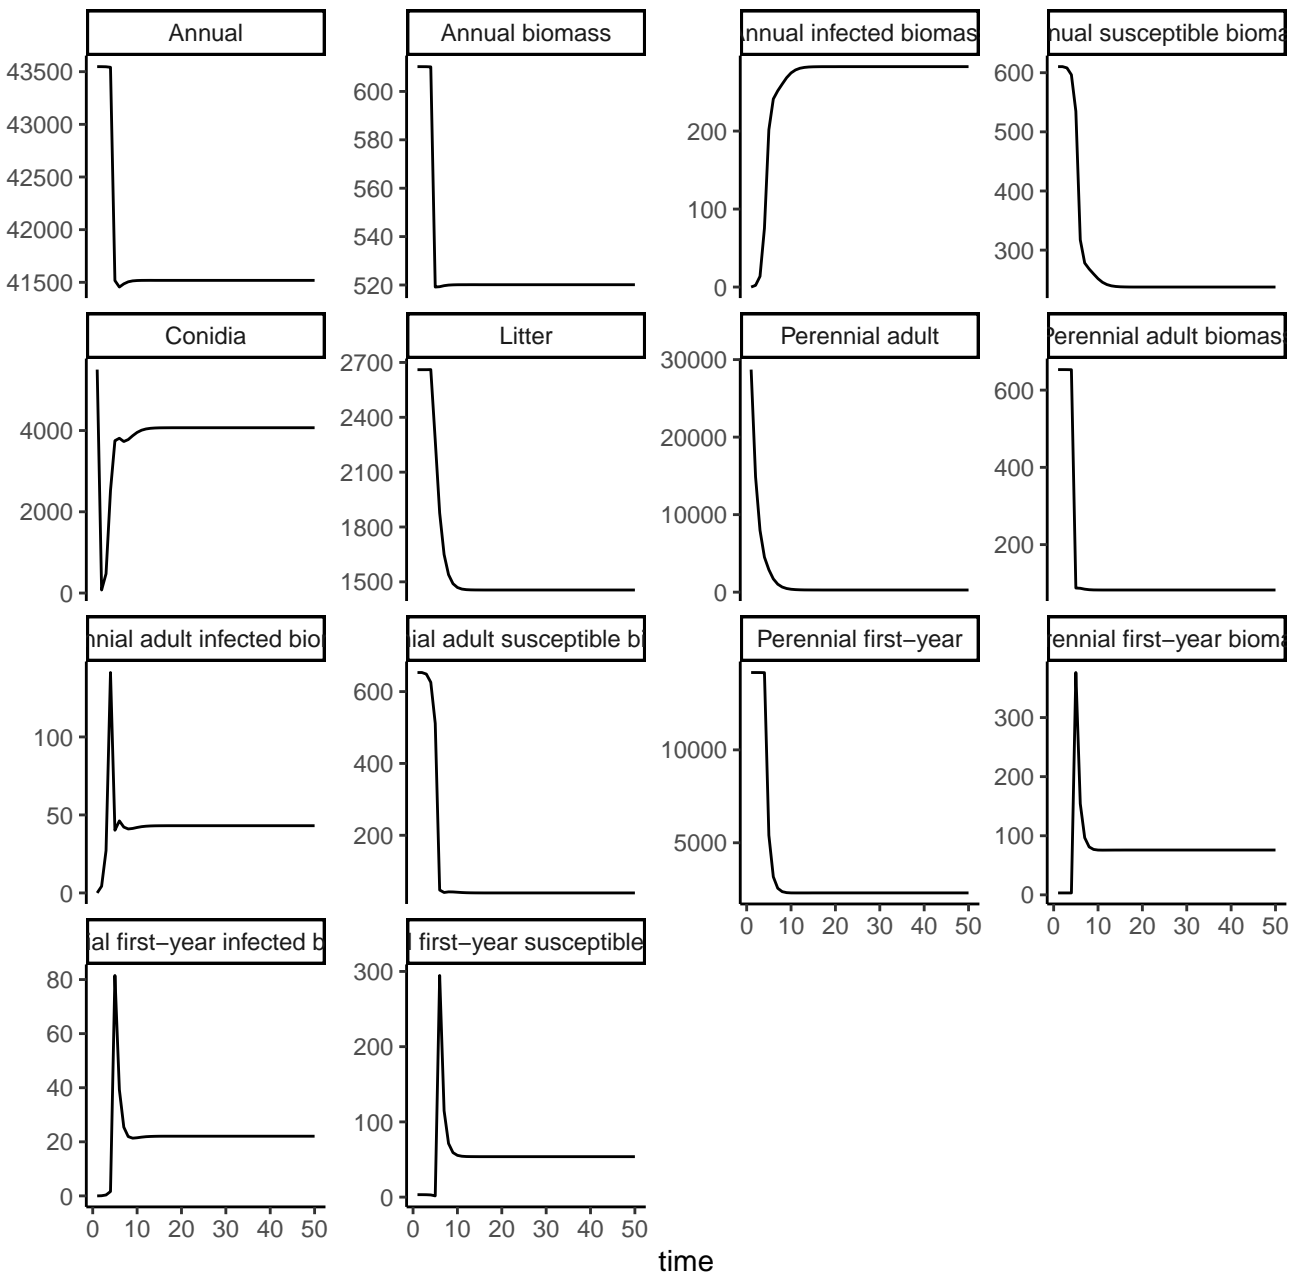 Annual
Annual biomass
Annual infected biomas
nual susceptible bioma
43500
43000
42500
42000
41500
600
580
560
540
520
200
100
0
600
500
400
300
Conidia
Litter
Perennial adult
Perennial adult biomass
4000
2000
0
2700
2400
2100
1800
1500
30000
20000
10000
0
600
400
200
nnial adult infected bio
nial adult susceptible bi
Perennial first−year
rennial first−year bioma
100
50
0
600
400
200
10000
5000
300
200
100
0
0 10 20 30 40 50
0 10 20 30 40 50
ial first−year infected b
l first−year susceptible
80
60
40
20
0
300
200
100
0
0 10 20 30 40 50
0 10 20 30 40 50
time